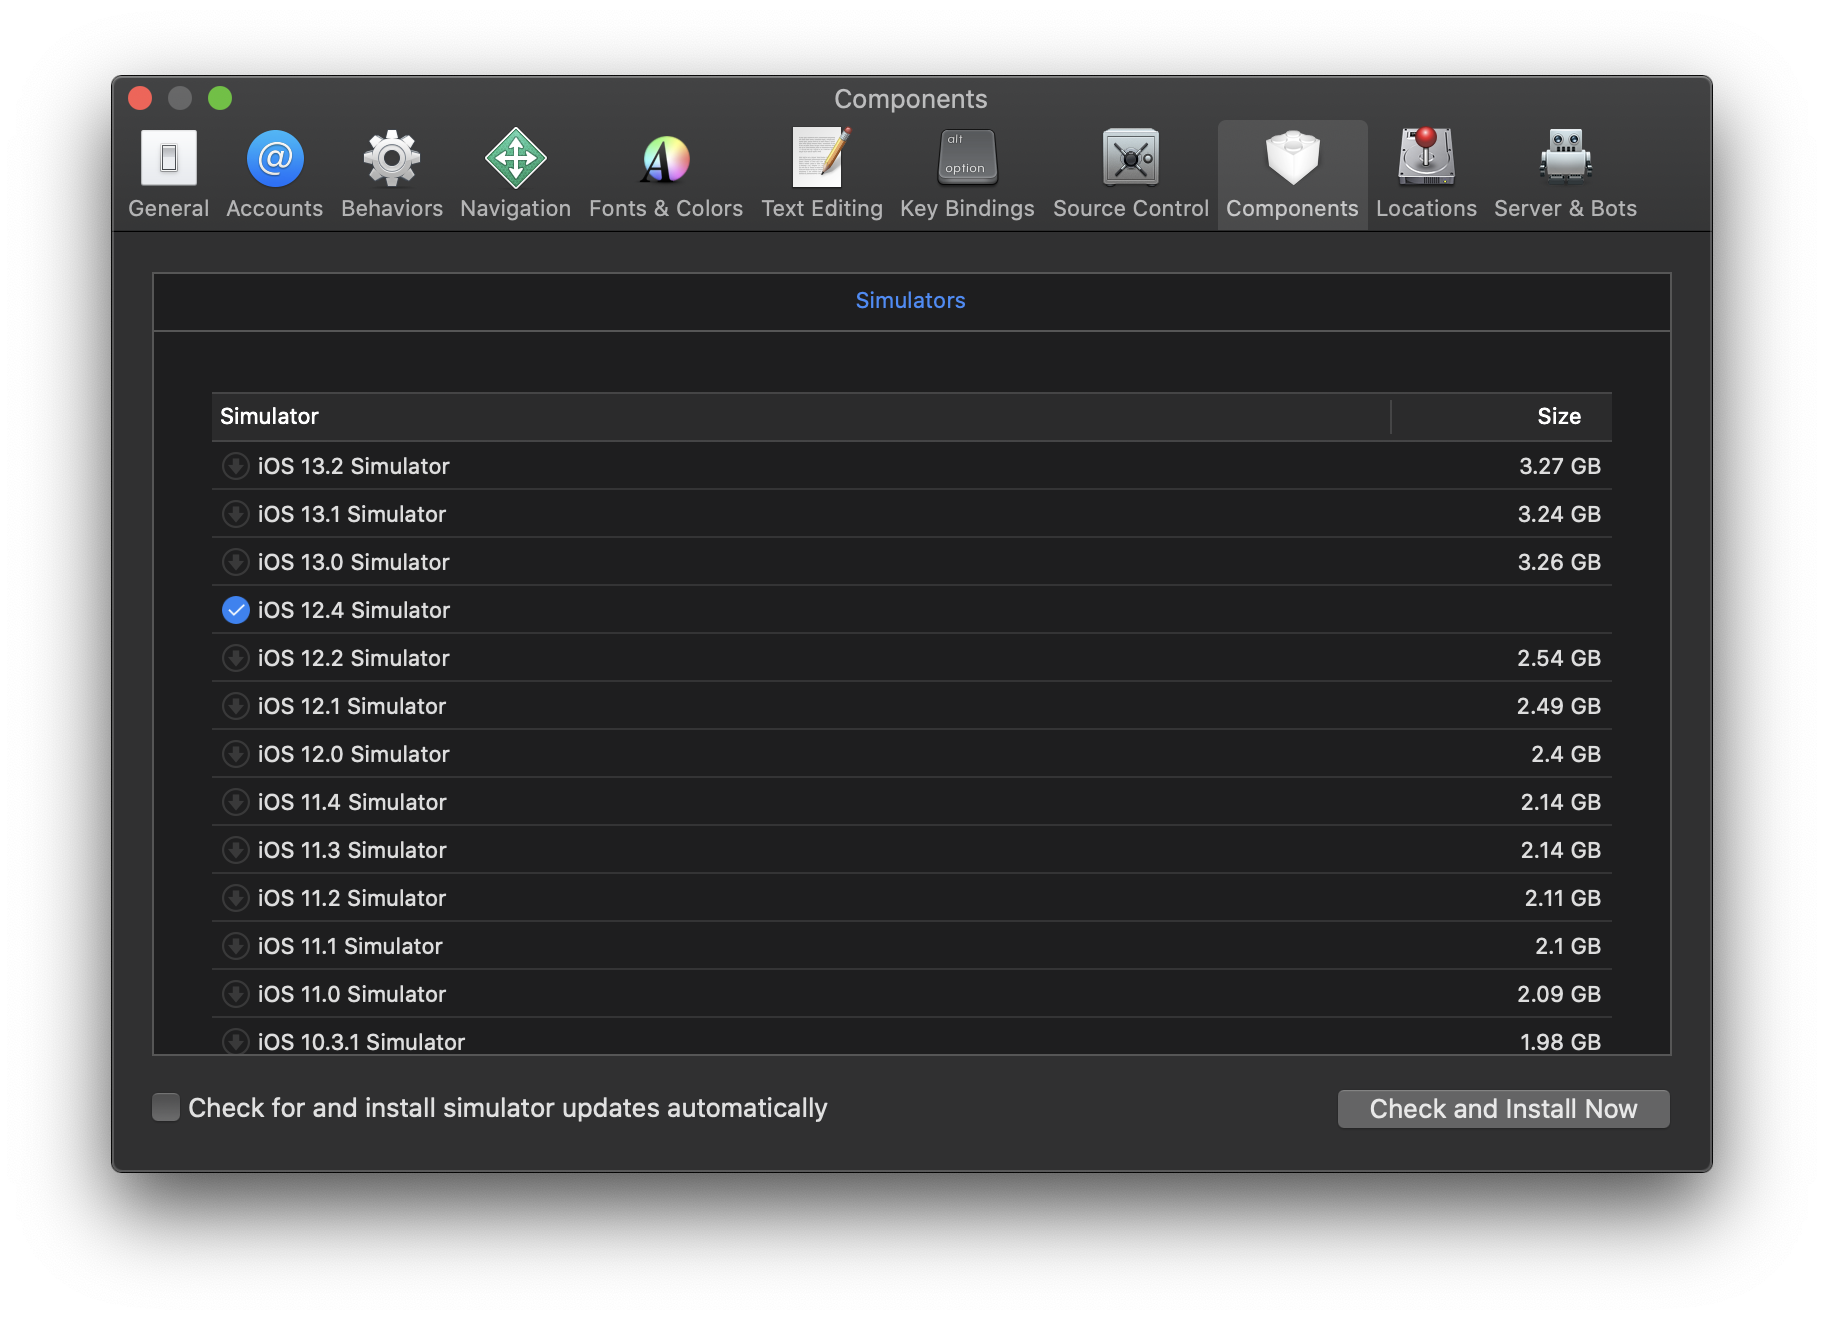 Components
General Accounts Behaviors Navigation Fonts & Colors Text Editing alt option Key Bindings Source Control Components Locations Server & Bots
Simulators
Simulator Size
iOS 13.2 Simulator 3.27 GB
iOS 13.1 Simulator 3.24 GB
iOS 13.0 Simulator 3.26 GB
iOS 12.4 Simulator
iOS 12.2 Simulator 2.54 GB
iOS 12.1 Simulator 2.49 GB
iOS 12.0 Simulator 2.4 GB
iOS 11.4 Simulator 2.14 GB
iOS 11.3 Simulator 2.14 GB
iOS 11.2 Simulator 2.11 GB
iOS 11.1 Simulator 2.1 GB
iOS 11.0 Simulator 2.09 GB
iOS 10.3.1 Simulator 1.98 GB
Check for and install simulator updates automatically Check and Install Now